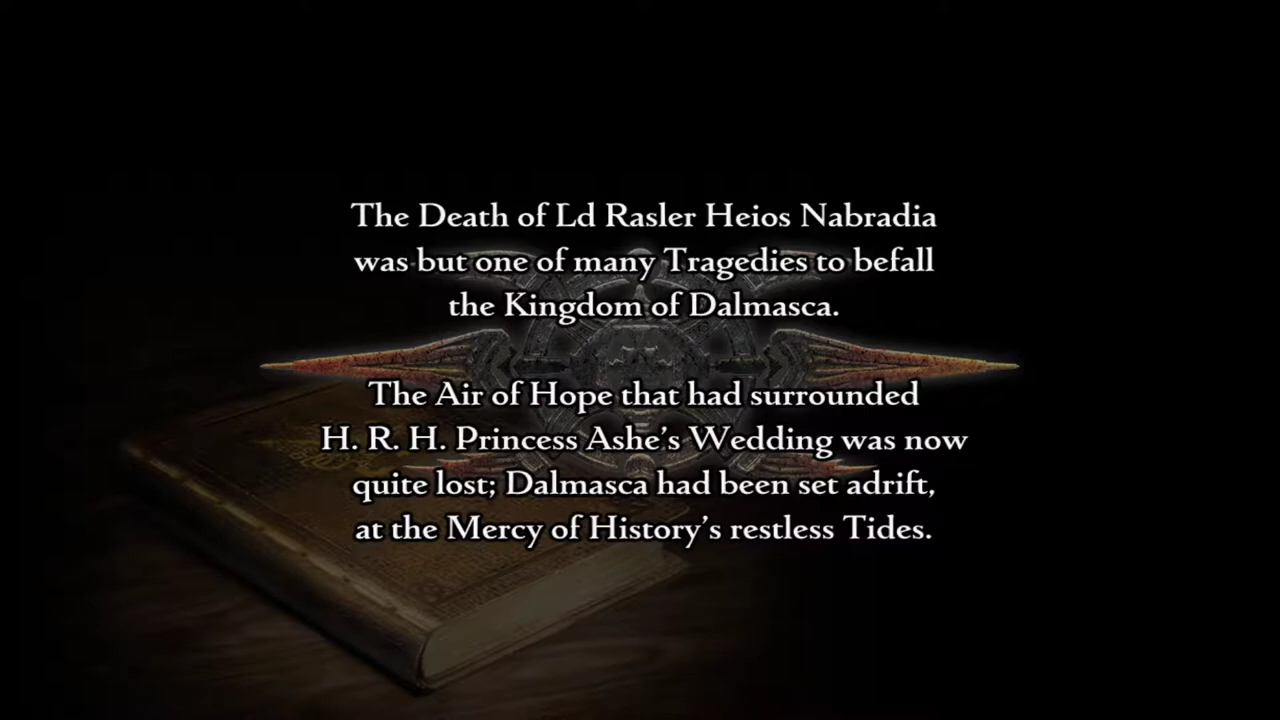 The Death of Ld Rasler Heios Nabradia
was but one of many Tragedies to befall
the Kingdom of Dalmasca.
The Air of Hope that had surrounded
H. R. H. Princess Ashe's Wedding was now
quite lost; Dalmasca had been set adrift,
at the Mercy of History's restless Tides.